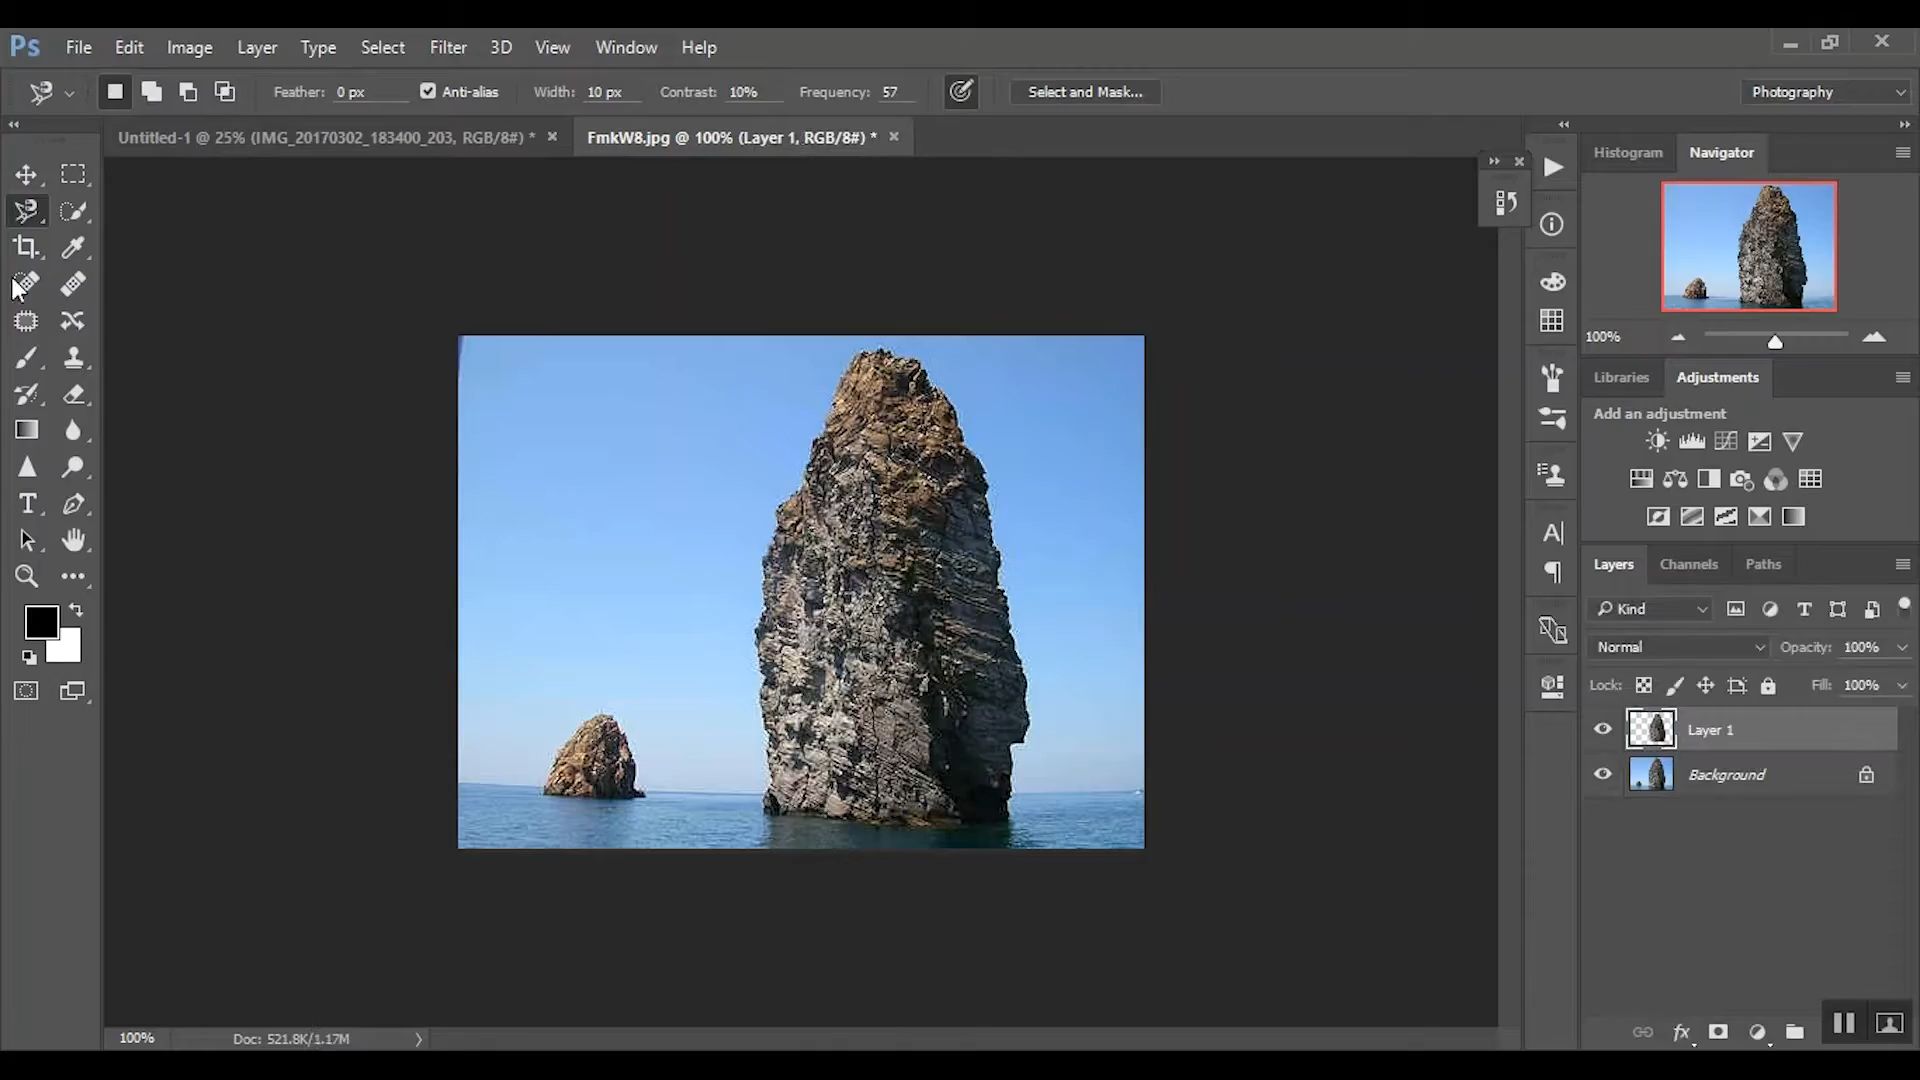 Ps File Edit Image Layer Type Select Filter 3D View Window Help
Feather: 0 px Anti-alias Width: 10 px Contrast: 10% Frequency: 57 Select and Mask... Photography
Untitled-1 @ 25% (IMG_20170302_183400_203, RGB/8#) * FmkW8.jpg @ 100% (Layer 1, RGB/8#) *
Histogram Navigator
100%
Libraries Adjustments
Add an adjustment
Layers Channels Paths
Kind
Normal Opacity: 100%
Lock: Fill: 100%
Layer 1
Background
fx
100% Doc: 521.8K/1.17M